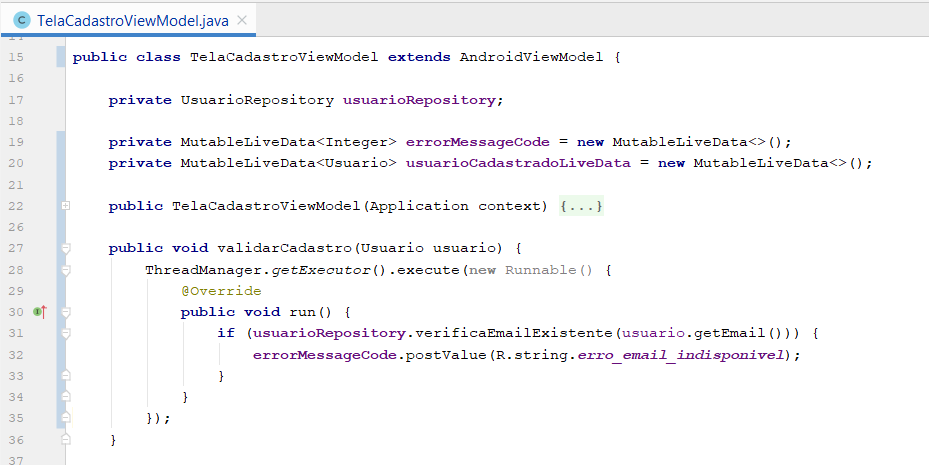 C TelaCadastroViewModel.java ×
14
15 public class TelaCadastroViewModel extends AndroidViewModel {
16
17     private UsuarioRepository usuarioRepository;
18
19     private MutableLiveData<Integer> errorMessageCode = new MutableLiveData<>();
20     private MutableLiveData<Usuario> usuarioCadastradoLiveData = new MutableLiveData<>();
21
22     public TelaCadastroViewModel(Application context) {...}
26
27     public void validarCadastro(Usuario usuario) {
28         ThreadManager.getExecutor().execute(new Runnable() {
29             @Override
30             public void run() {
31                 if (usuarioRepository.verificaEmailExistente(usuario.getEmail())) {
32                     errorMessageCode.postValue(R.string.erro_email_indisponivel);
33                 }
34             }
35         });
36     }
37